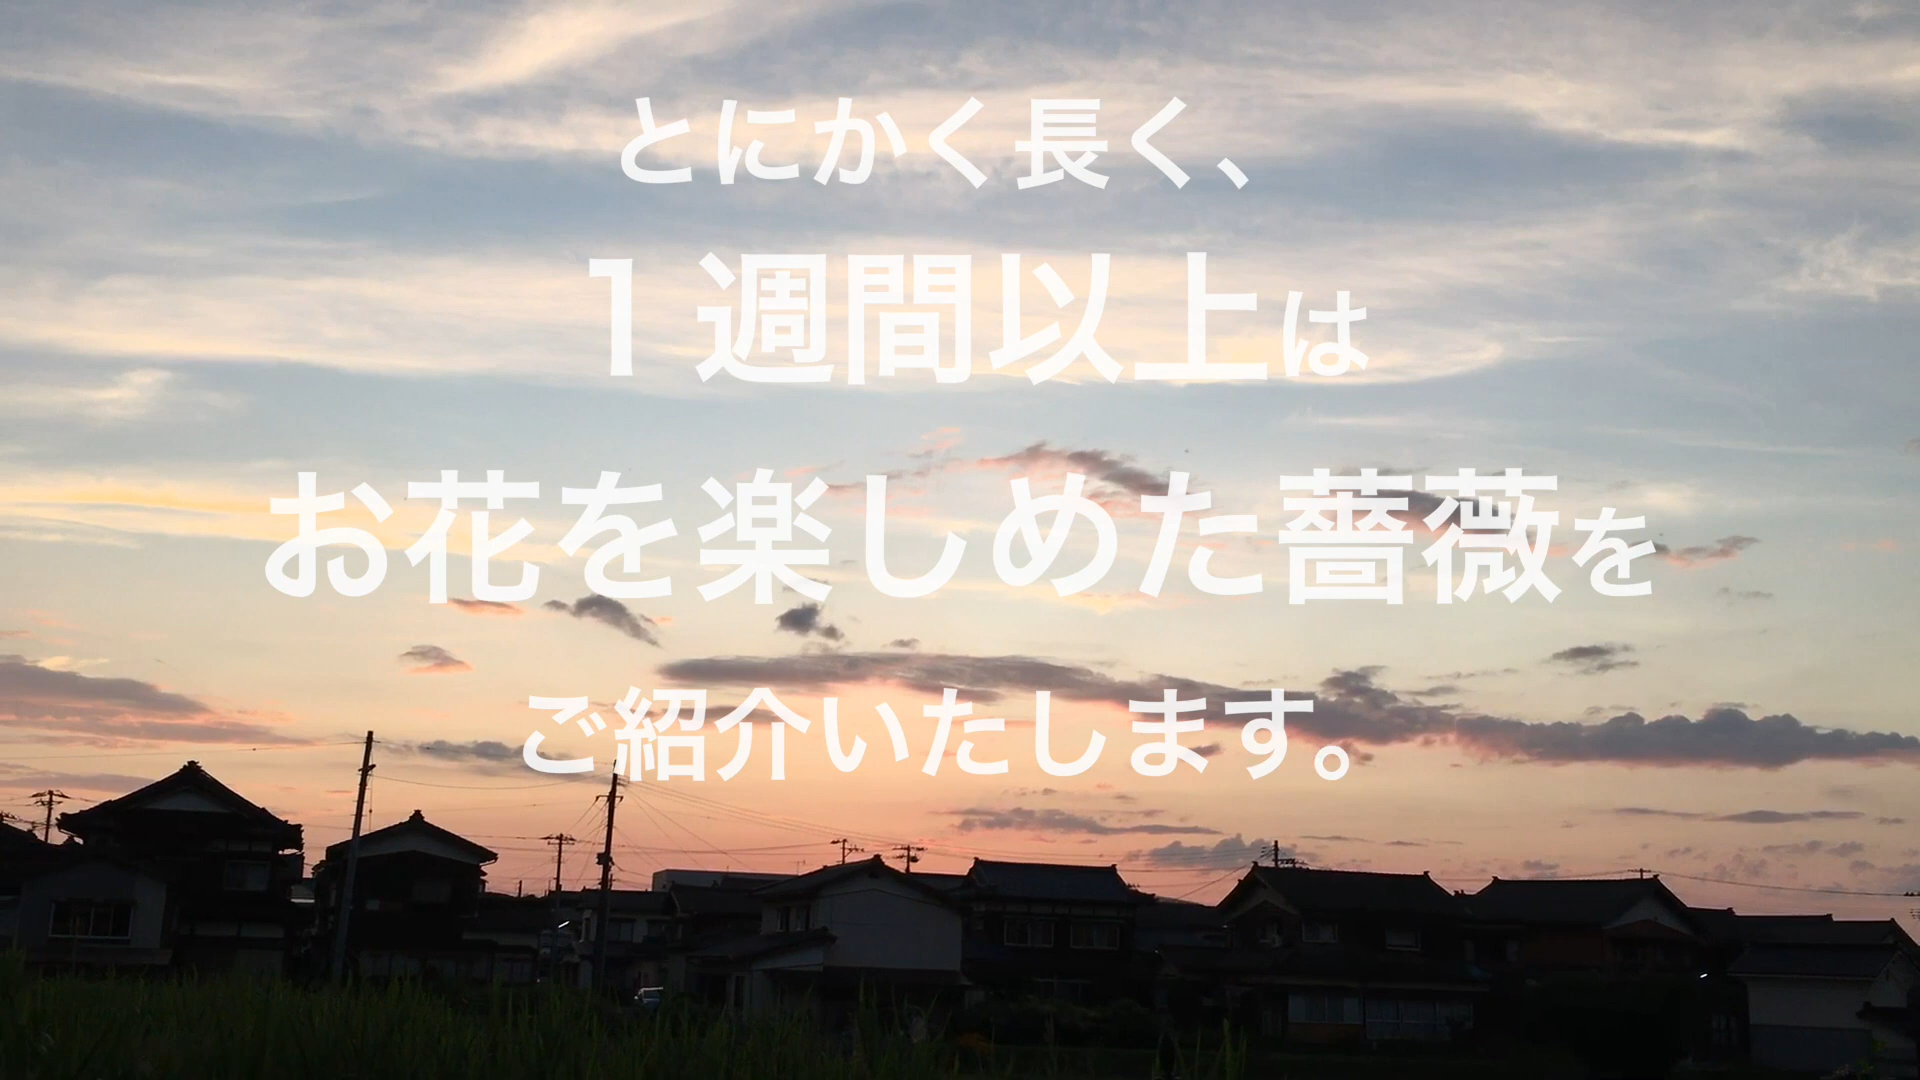 とにかく長く、
１週間以上は
お花を楽しめた薔薇を
ご紹介いたします。